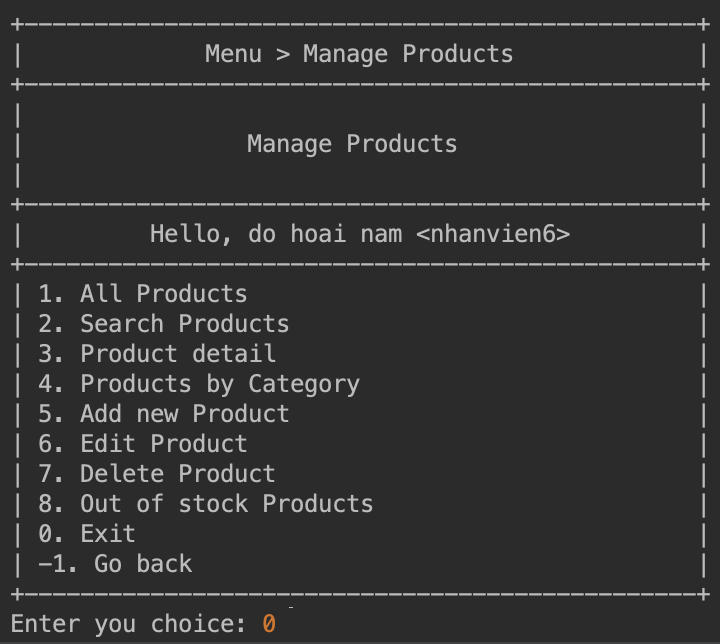 Menu > Manage Products
Manage Products
Hello, do hoai nam <nhanvien6>
1. All Products
2. Search Products
3. Product detail
4. Products by Category
5. Add new Product
6. Edit Product
7. Delete Product
8. Out of stock Products
0. Exit
-1. Go back
Enter you choice: 0